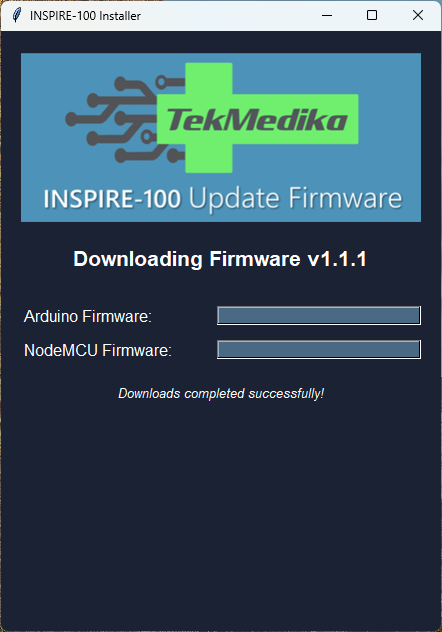 INSPIRE-100 Installer
TekMedika
INSPIRE-100 Update Firmware
Downloading Firmware v1.1.1
Arduino Firmware:
NodeMCU Firmware:
Downloads completed successfully!